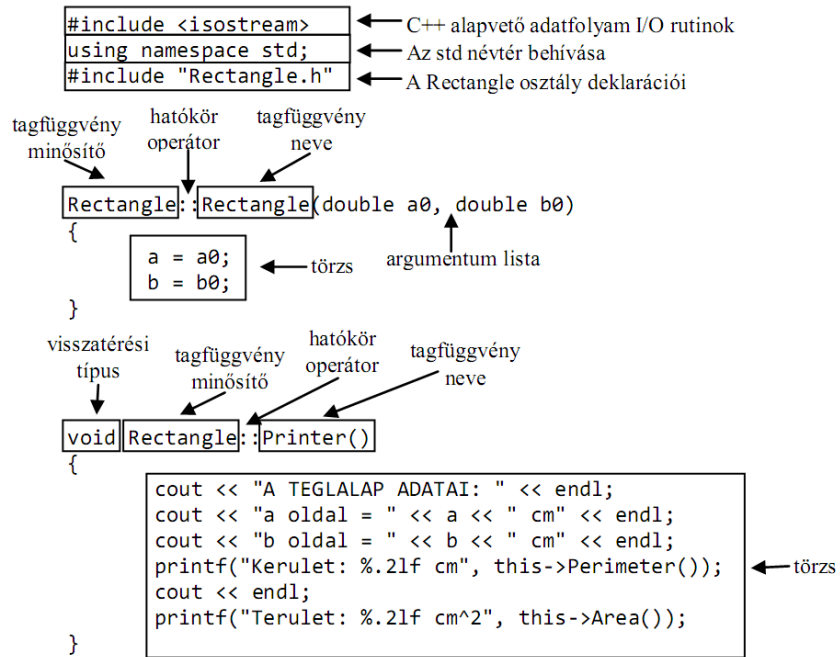 #include <isostream>
C++ alapvető adatfolyam I/O rutinok
using namespace std;
Az std névtér behívása
#include "Rectangle.h"
A Rectangle osztály deklarációi
tagfüggvény minősítő
hatókör operátor
tagfüggvény neve
Rectangle::Rectangle(double a0, double b0)
{
a = a0;
b = b0;
törzs
argumentum lista
}
visszatérési típus
tagfüggvény minősítő
hatókör operátor
tagfüggvény neve
void Rectangle::Printer()
{
cout << "A TEGLALAP ADATAI: " << endl;
cout << "a oldal = " << a << " cm" << endl;
cout << "b oldal = " << b << " cm" << endl;
printf("Kerulet: %.2lf cm", this->Perimeter());
törzs
cout << endl;
printf("Terulet: %.2lf cm^2", this->Area());
}